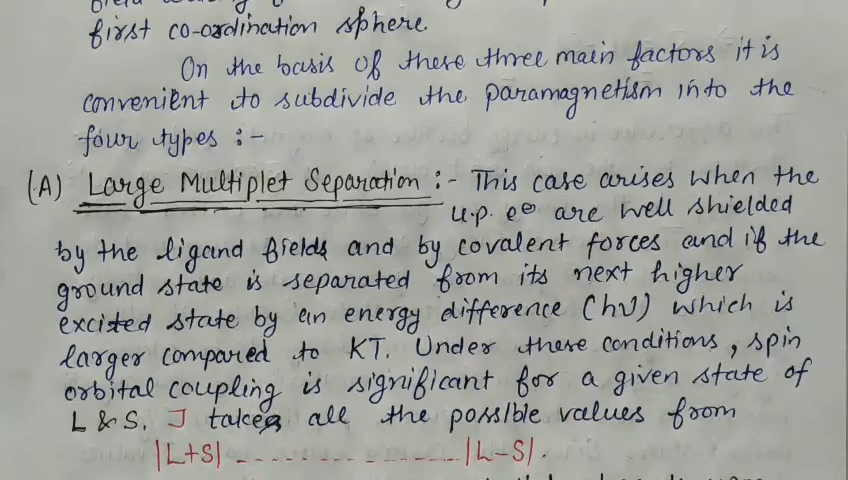 first co-ordination sphere
On the basis of these three main factors it is
convenient to subdivide the paramagnetism into the
four types :-
(A) Large Multiplet Separation :- This case arises when the
u.p. e⊖ are well shielded
by the ligand fields and by covalent forces and if the
ground state is separated from its next higher
excited state by an energy difference (hν) which is
larger compared to KT. Under these conditions, spin
orbital coupling is significant for a given state of
L & S. J takes all the possible values from
|L+S| ---------------- |L-S|.